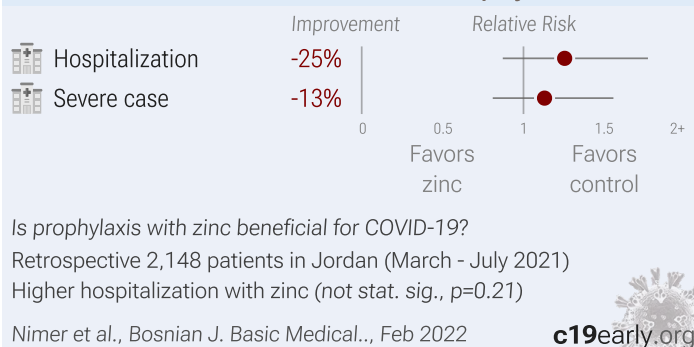 Improvement Relative Risk
Hospitalization -25%
Severe case -13%
0 0.5 1 1.5 2+
Favors Favors
zinc control
Is prophylaxis with zinc beneficial for COVID-19?
Retrospective 2,148 patients in Jordan (March - July 2021)
Higher hospitalization with zinc (not stat. sig., p=0.21)
Nimer et al., Bosnian J. Basic Medical.., Feb 2022 c19early.org